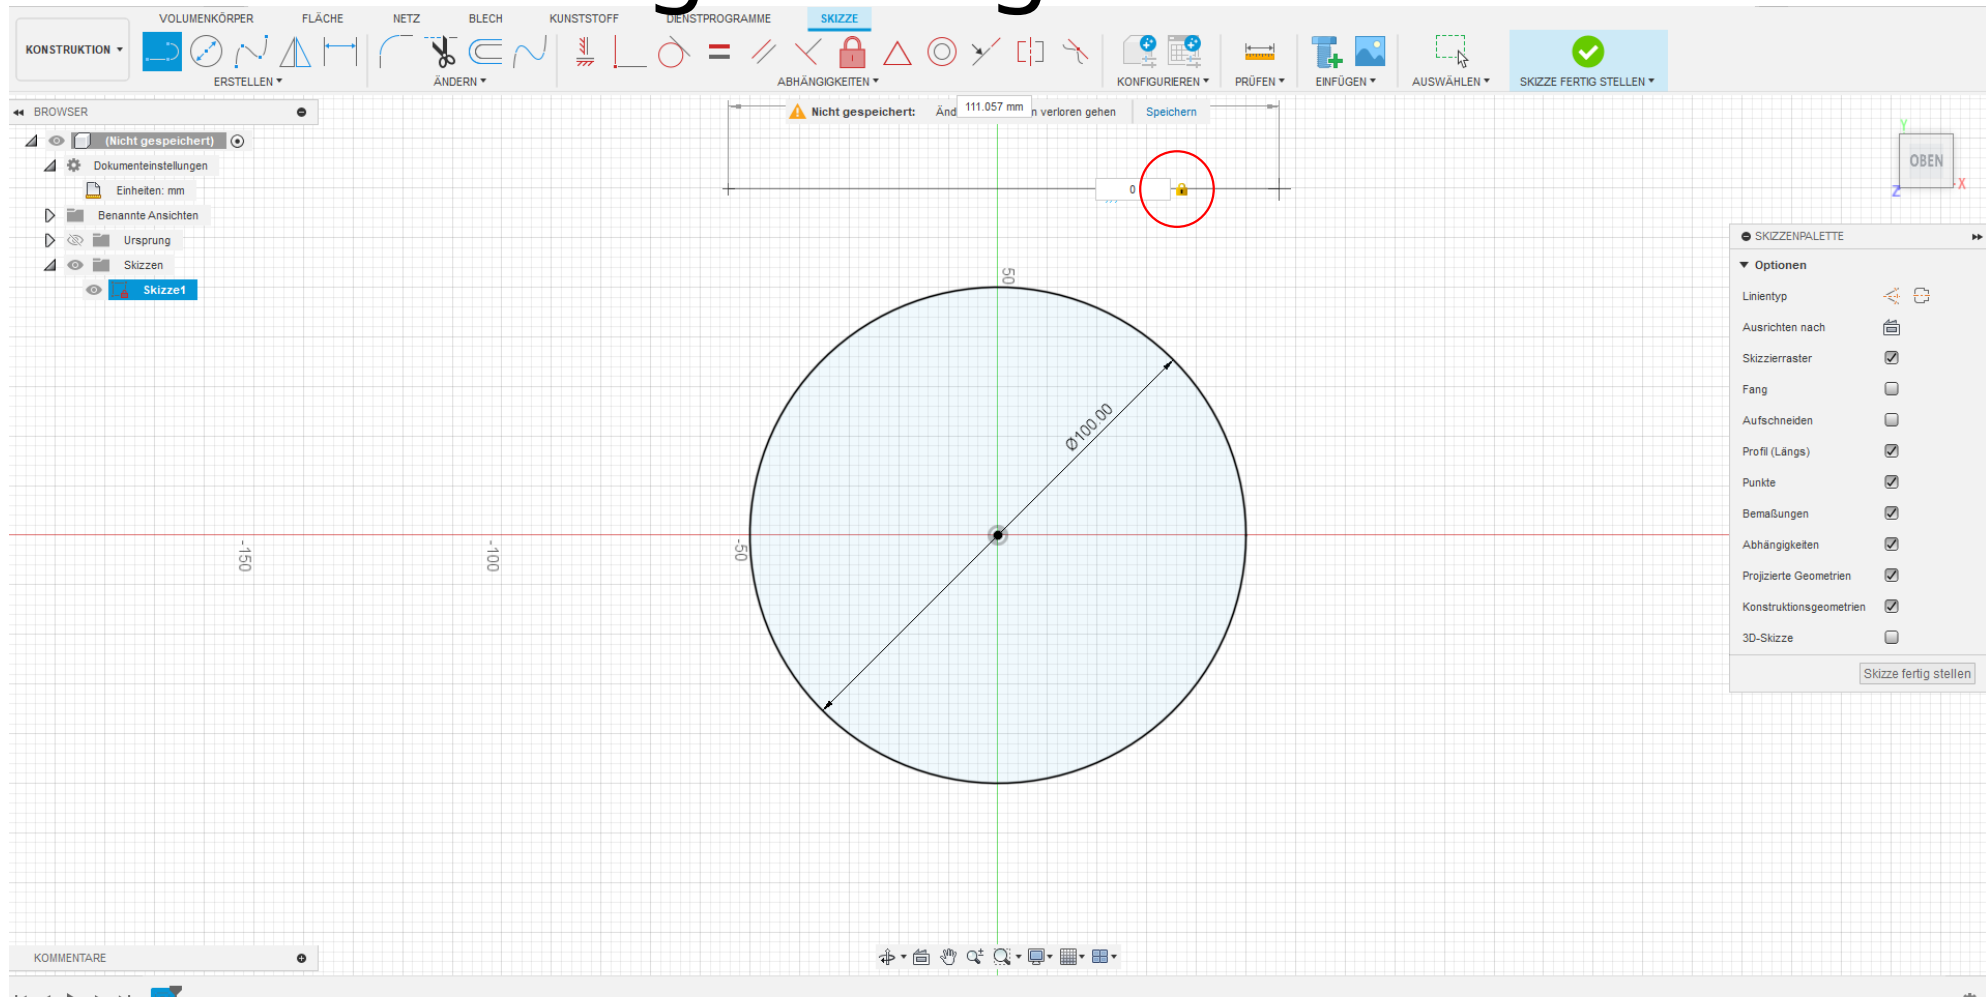 VOLUMENKÖRPER FLÄCHE NETZ BLECH KUNSTSTOFF DIENSTPROGRAMME SKIZZE
KONSTRUKTION
ERSTELLEN ÄNDERN ABHÄNGIGKEITEN KONFIGURIEREN PRÜFEN EINFÜGEN AUSWÄHLEN SKIZZE FERTIG STELLEN
BROWSER
Nicht gespeichert: Änd 111.057 mm n verloren gehen Speichern
(Nicht gespeichert)
Dokumenteinstellungen
Einheiten: mm
Benannte Ansichten
Ursprung
Skizzen
Skizze1
0
50
Ø100.00
-150
-100
-50
Y
OBEN
Z
X
SKIZZENPALETTE
Optionen
Linientyp
Ausrichten nach
Skizzierraster
Fang
Aufschneiden
Profil (Längs)
Punkte
Bemaßungen
Abhängigkeiten
Projizierte Geometrien
Konstruktionsgeometrien
3D-Skizze
Skizze fertig stellen
KOMMENTARE